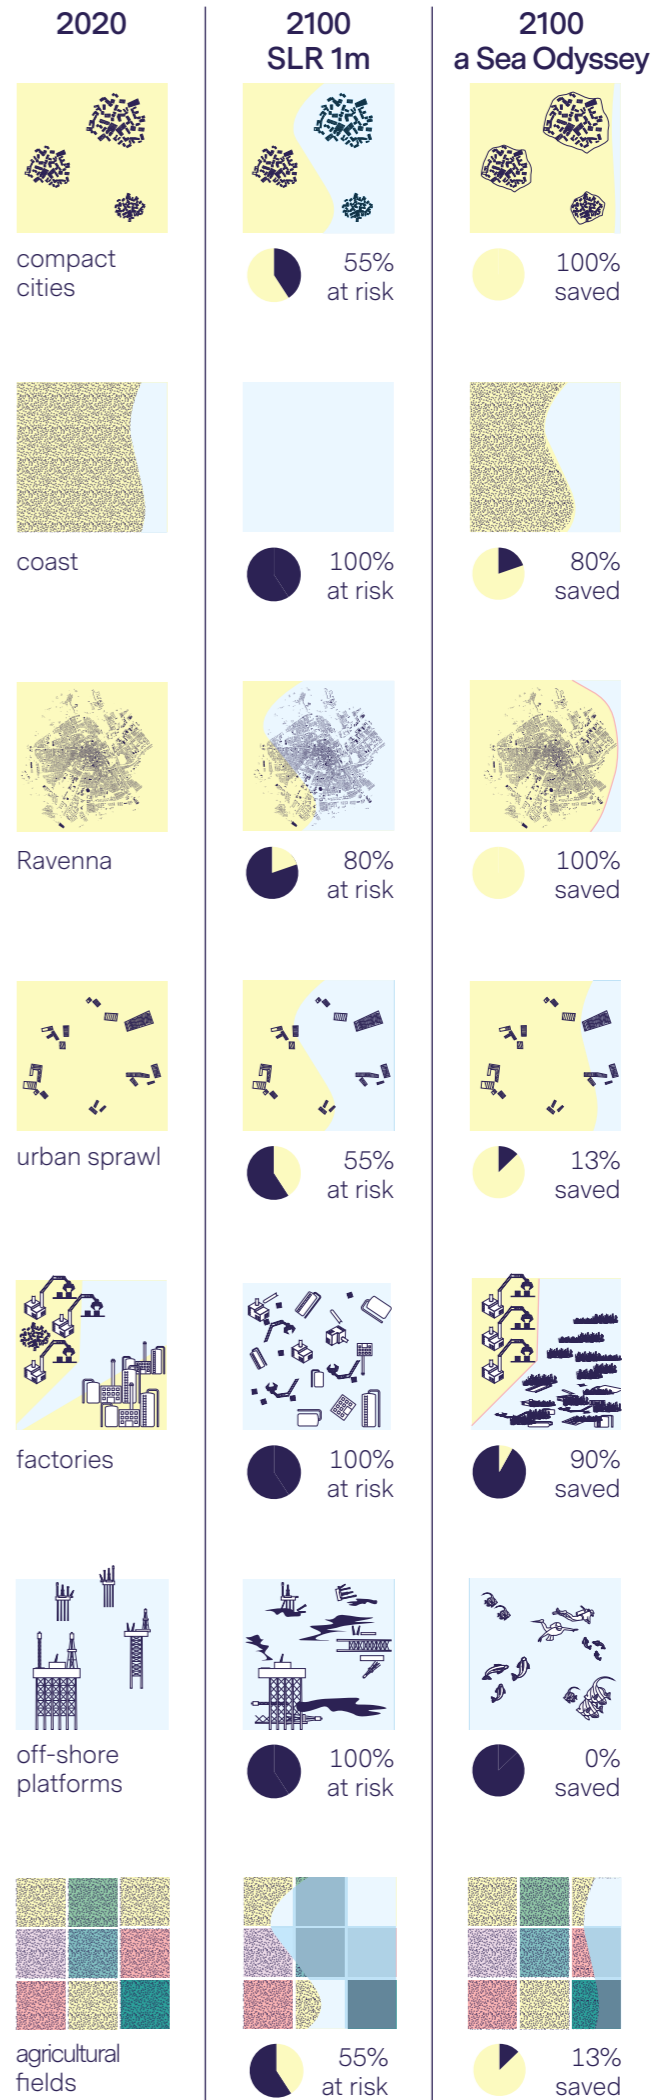 2020
2100
SLR 1m
2100
a Sea Odyssey
compact
cities
55%
at risk
100%
saved
coast
100%
at risk
80%
saved
Ravenna
80%
at risk
100%
saved
urban sprawl
55%
at risk
13%
saved
factories
100%
at risk
90%
saved
off-shore
platforms
100%
at risk
0%
saved
agricultural
fields
55%
at risk
13%
saved